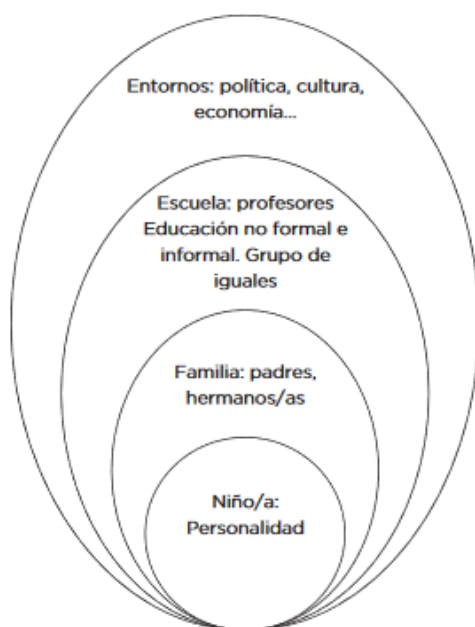 Entornos: política, cultura,
economía...
Escuela: profesores
Educación no formal e
informal. Grupo de
iguales
Familia: padres,
hermanos/as
Niño/a:
Personalidad